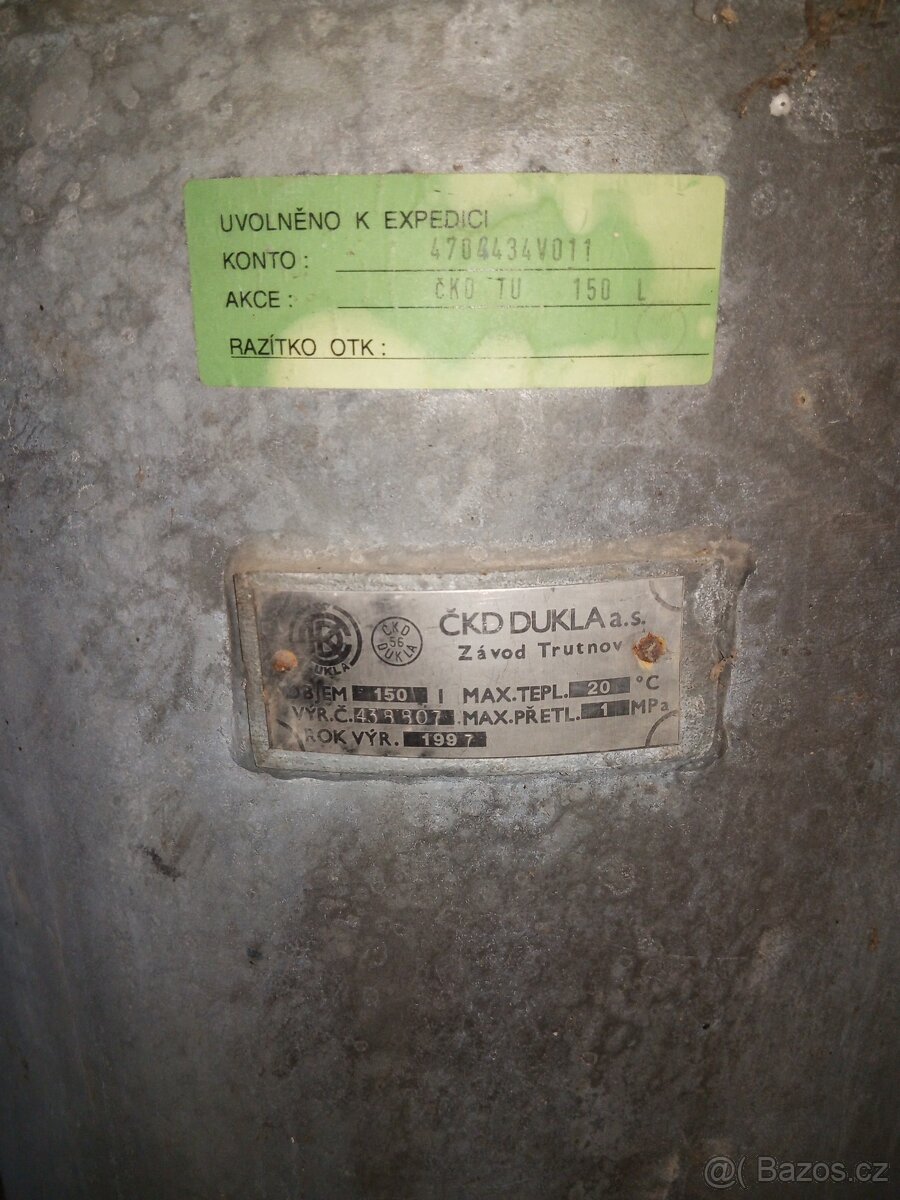 UVOLNĚNO K EXPEDICI
KONTO: 4704434V011
AKCE: ČKD TU 150 L
RAZÍTKO OTK:
DUKLA
ČKD 56 DUKLA
ČKD DUKLA a.s.
Závod Trutnov
OBJEM 150 l MAX.TEPL. 20 °C
VÝR.Č. MAX.PŘETL. 1 MPa
ROK VÝR. 1997
@( Bazos.cz